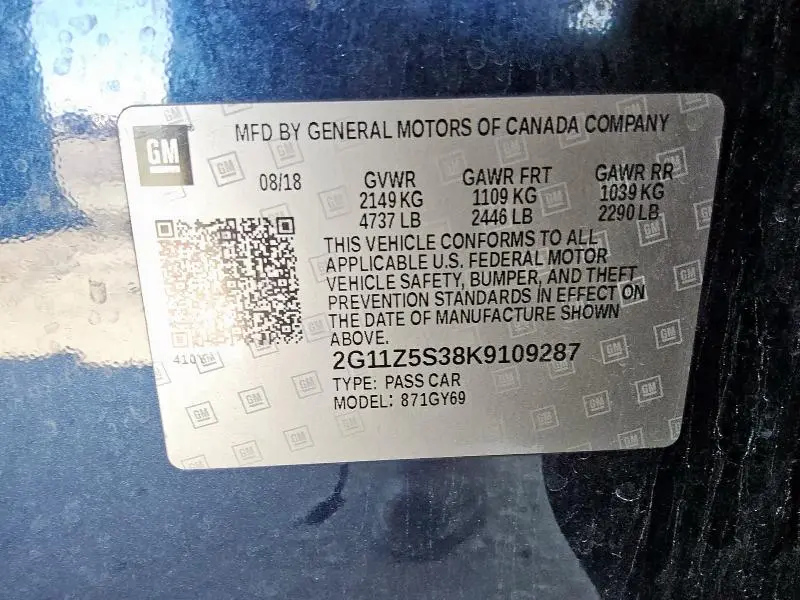 GM
MFD BY GENERAL MOTORS OF CANADA COMPANY
08/18 GVWR GAWR FRT GAWR RR
2149 KG 1109 KG 1039 KG
4737 LB 2446 LB 2290 LB
THIS VEHICLE CONFORMS TO ALL
APPLICABLE U.S. FEDERAL MOTOR
VEHICLE SAFETY, BUMPER, AND THEFT
PREVENTION STANDARDS IN EFFECT ON
THE DATE OF MANUFACTURE SHOWN
ABOVE.
2G11Z5S38K9109287
TYPE: PASS CAR
MODEL: 871GY69